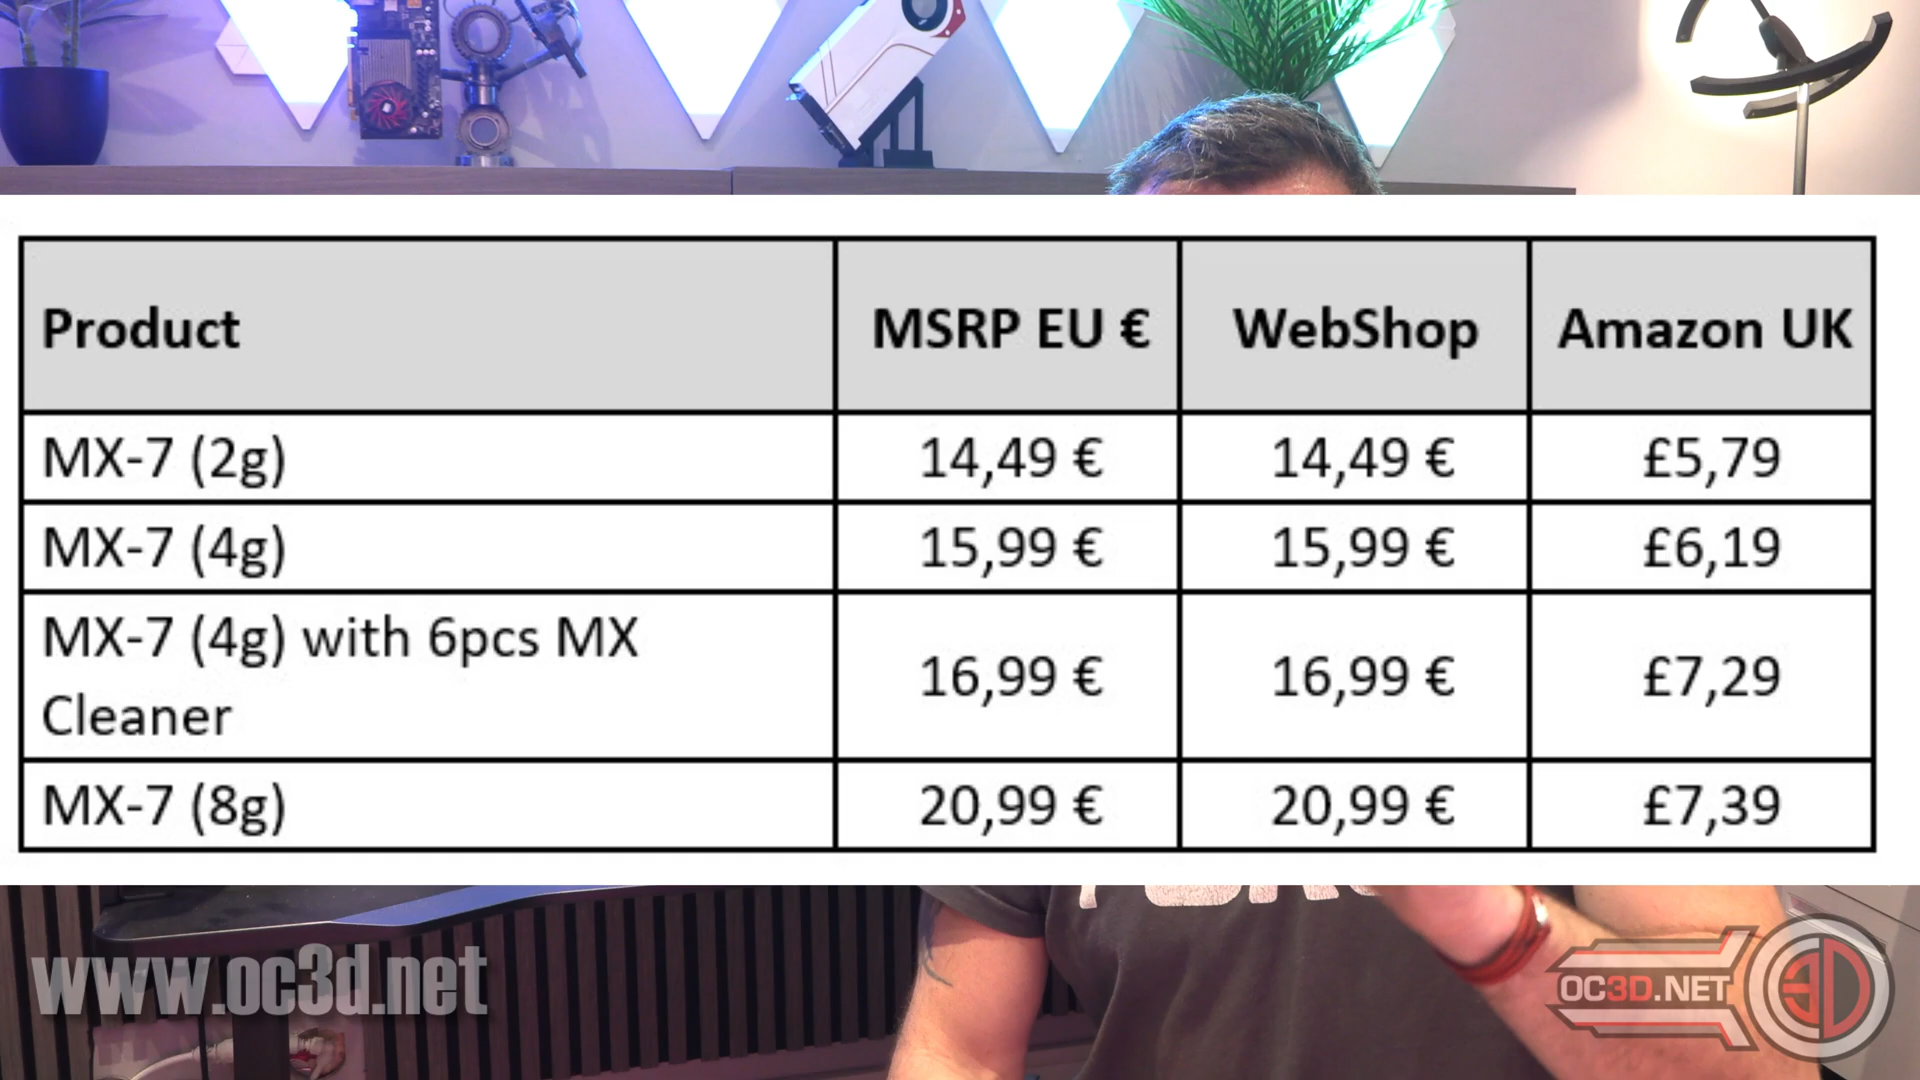 Product MSRP EU € WebShop Amazon UK
MX-7 (2g) 14,49 € 14,49 € £5,79
MX-7 (4g) 15,99 € 15,99 € £6,19
MX-7 (4g) with 6pcs MX
Cleaner 16,99 € 16,99 € £7,29
MX-7 (8g) 20,99 € 20,99 € £7,39
www.oc3d.net
OC3D.NET
3D